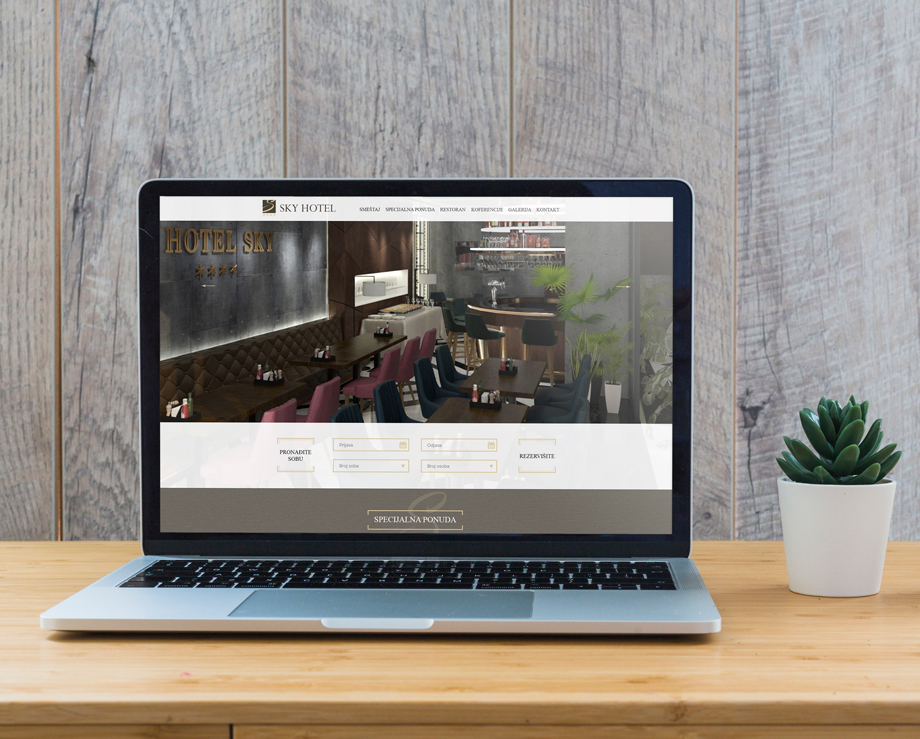 SKY HOTEL
SMEŠTAJ SPECIJALNA PONUDA RESTORAN KOFERENCIJE GALERIJA KONTAKT
HOTEL SKY
PRONAĐITE
SOBU
Prijava
Odjava
Broj soba
Broj osoba
REZERVIŠITE
SPECIJALNA PONUDA